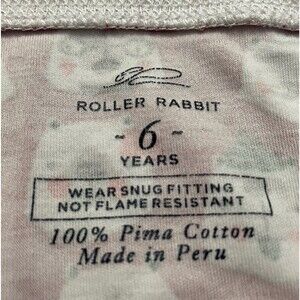 ROLLER RABBIT
- 6 -
YEARS
WEAR SNUG FITTING
NOT FLAME RESISTANT
100% Pima Cotton
Made in Peru